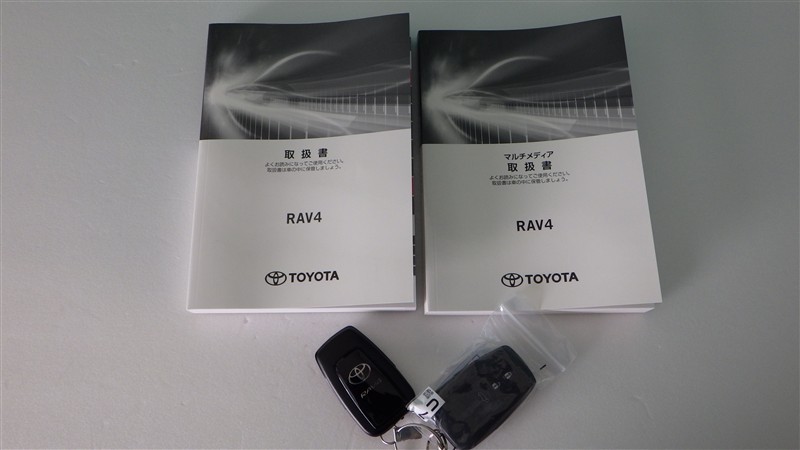 取扱書
よくお読みになってご使用ください。
取扱書は車の中に保管しましょう。
RAV4
TOYOTA
マルチメディア
取扱書
よくお読みになってご使用ください。
取扱書は車の中に保管しましょう。
RAV4
TOYOTA